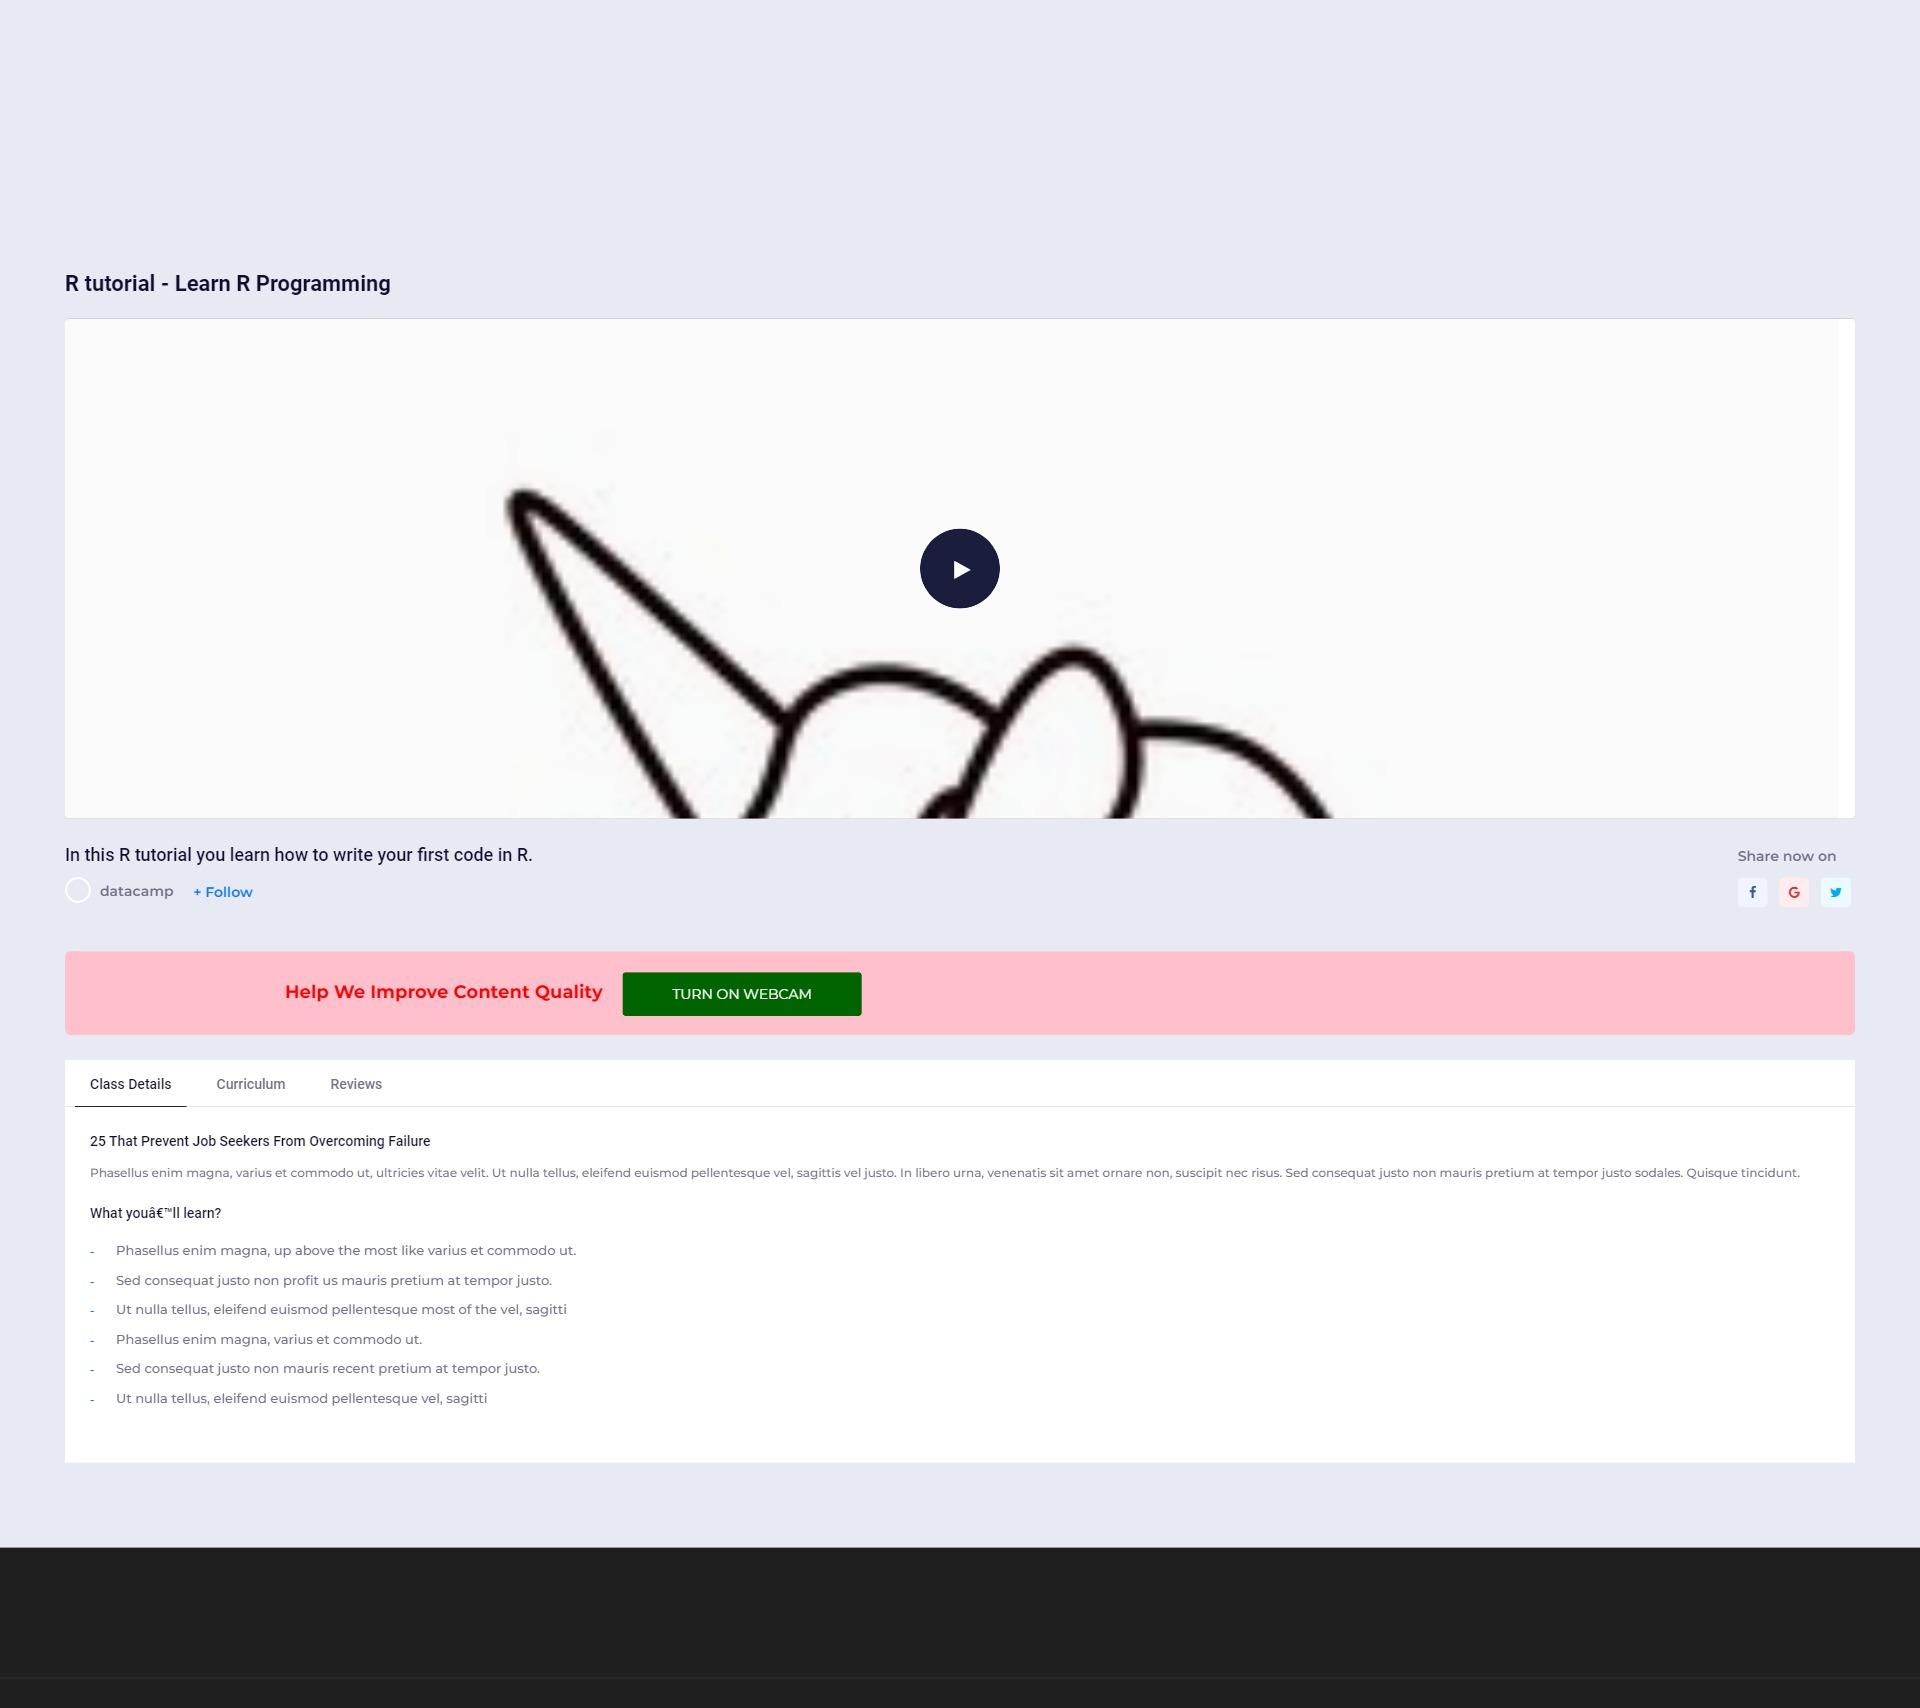 R tutorial - Learn R Programming
In this R tutorial you learn how to write your first code in R.
Share now on
datacamp
+ Follow
Help We Improve Content Quality
TURN ON WEBCAM
Class Details
Curriculum
Reviews
25 That Prevent Job Seekers From Overcoming Failure
Phasellus enim magna, varius et commodo ut, ultricies vitae velit. Ut nulla tellus, eleifend euismod pellentesque vel, sagittis vel justo. In libero urna, venenatis sit amet ornare non, suscipit nec risus. Sed consequat justo non mauris pretium at tempor justo sodales. Quisque tincidunt.
What youâ€™ll learn?
- Phasellus enim magna, up above the most like varius et commodo ut.
- Sed consequat justo non profit us mauris pretium at tempor justo.
- Ut nulla tellus, eleifend euismod pellentesque most of the vel, sagitti
- Phasellus enim magna, varius et commodo ut.
- Sed consequat justo non mauris recent pretium at tempor justo.
- Ut nulla tellus, eleifend euismod pellentesque vel, sagitti